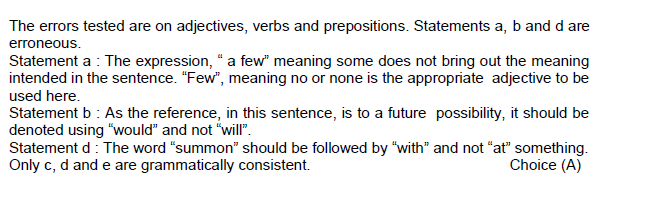 The errors tested are on adjectives, verbs and prepositions. Statements a, b and d are
erroneous.
Statement a : The expression, “ a few” meaning some does not bring out the meaning
intended in the sentence. “Few”, meaning no or none is the appropriate adjective to be
used here.
Statement b : As the reference, in this sentence, is to a future possibility, it should be
denoted using “would” and not “will”.
Statement d : The word “summon” should be followed by “with” and not “at” something.
Only c, d and e are grammatically consistent. Choice (A)